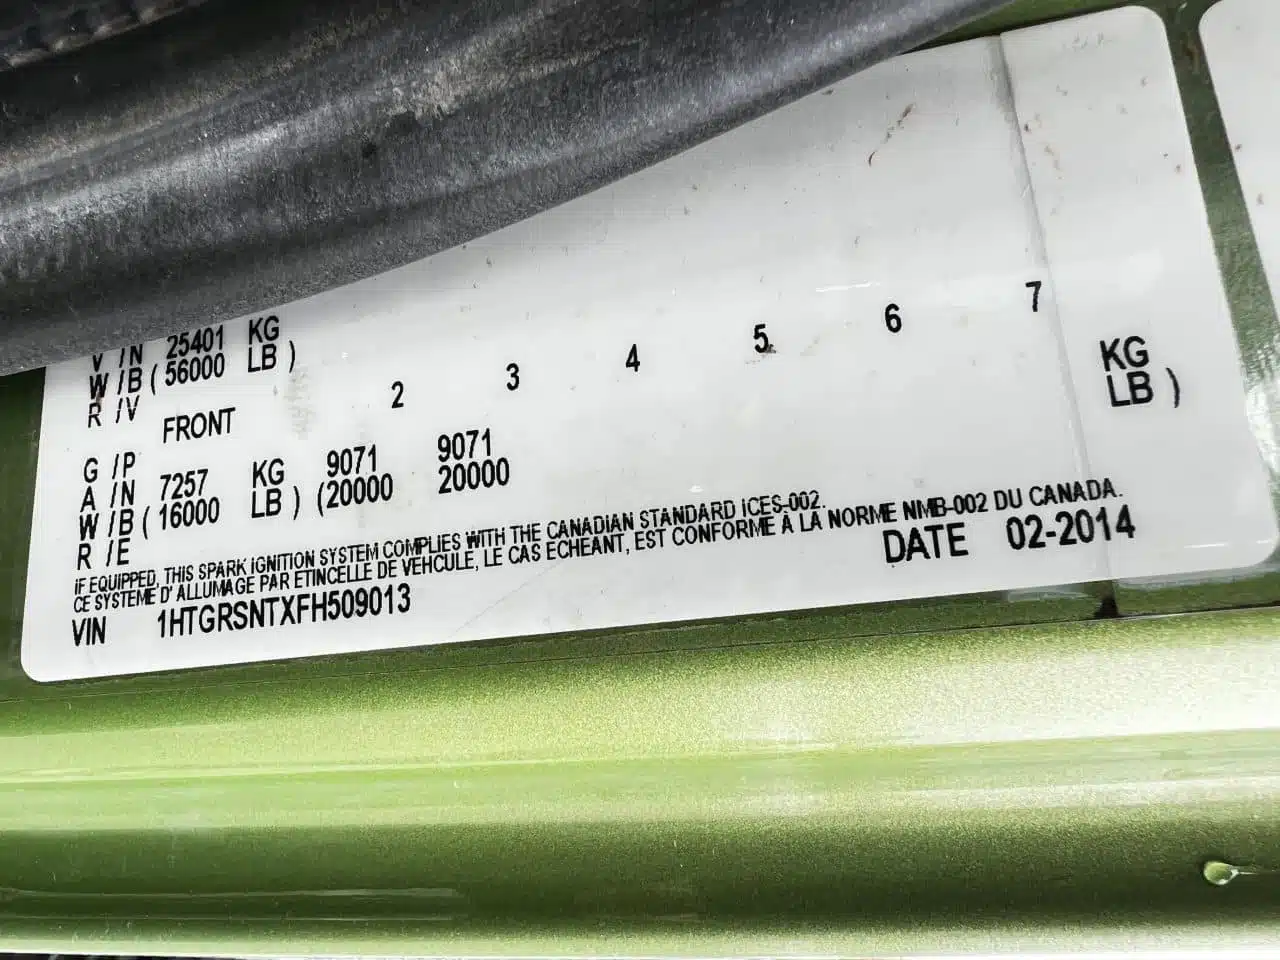 V /N 25401 KG
W /B ( 56000 LB )
R /V
FRONT 2 3 4 5 6 7
G /P
A /N 7257 KG 9071 9071 KG
W /B ( 16000 LB ) (20000 20000 LB )
R /E
IF EQUIPPED, THIS SPARK IGNITION SYSTEM COMPLIES WITH THE CANADIAN STANDARD ICES-002.
CE SYSTEME D'ALLUMAGE PAR ETINCELLE DE VEHCULE, LE CAS ECHEANT, EST CONFORME À LA NORME NMB-002 DU CANADA.
VIN 1HTGRSNTXFH509013 DATE 02-2014